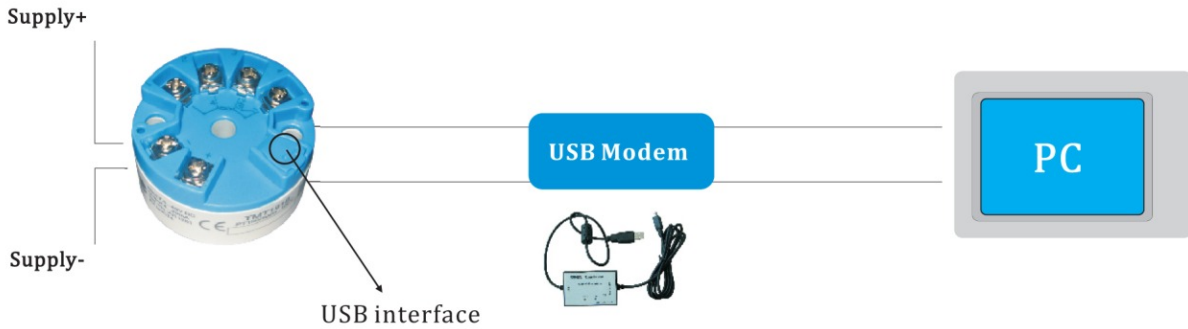 Supply+
USB Modem
PC
Supply-
USB interface